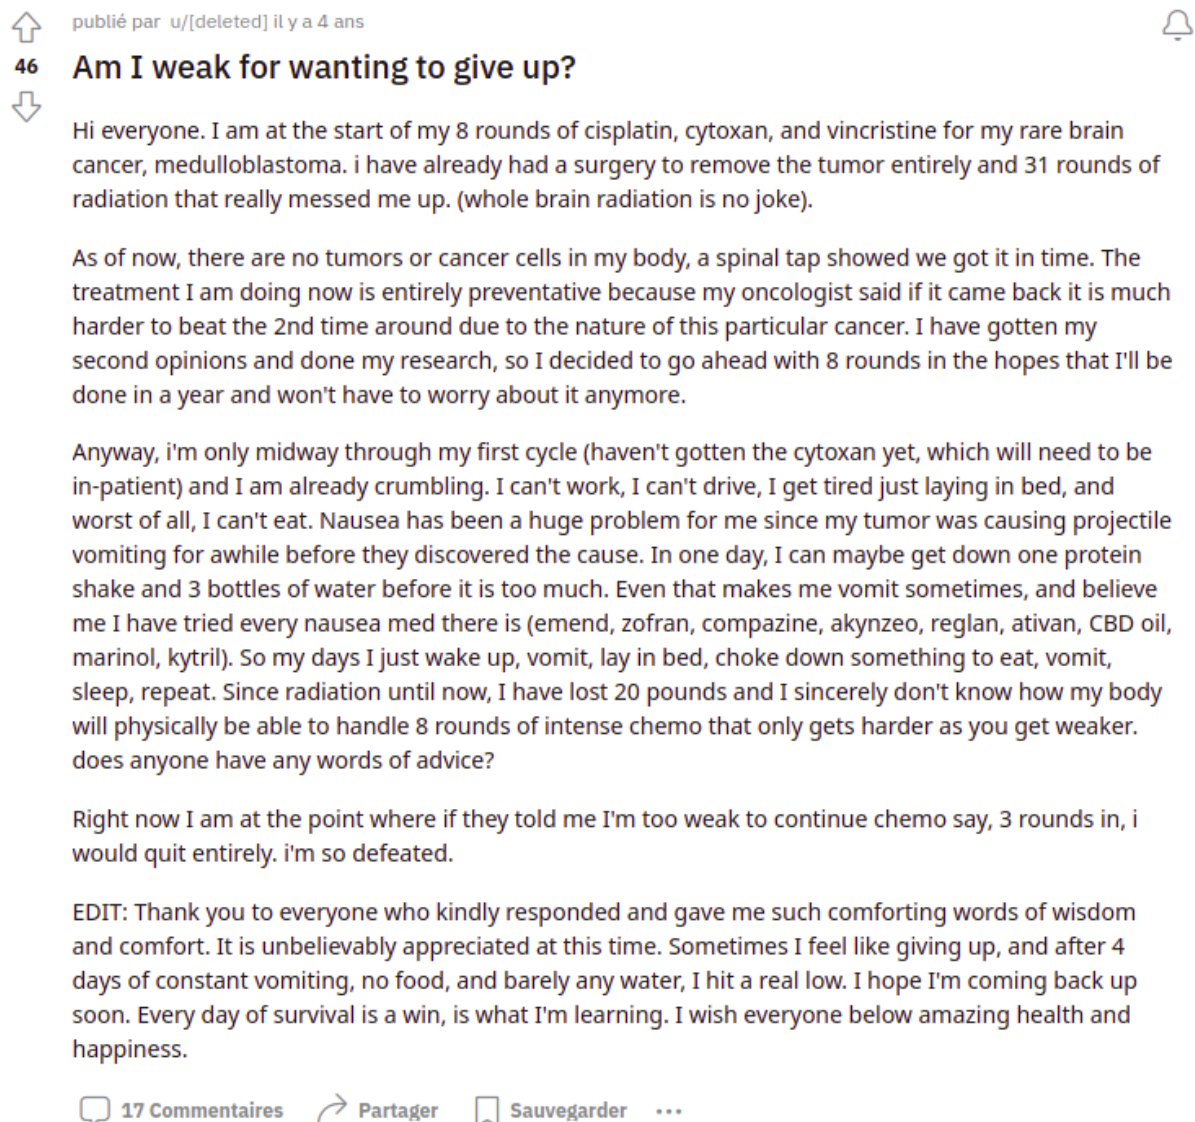 publié par u/[deleted] il y a 4 ans
46
Am I weak for wanting to give up?
Hi everyone. I am at the start of my 8 rounds of cisplatin, cytoxan, and vincristine for my rare brain
cancer, medulloblastoma. i have already had a surgery to remove the tumor entirely and 31 rounds of
radiation that really messed me up. (whole brain radiation is no joke).
As of now, there are no tumors or cancer cells in my body, a spinal tap showed we got it in time. The
treatment I am doing now is entirely preventative because my oncologist said if it came back it is much
harder to beat the 2nd time around due to the nature of this particular cancer. I have gotten my
second opinions and done my research, so I decided to go ahead with 8 rounds in the hopes that I'll be
done in a year and won't have to worry about it anymore.
Anyway, i'm only midway through my first cycle (haven't gotten the cytoxan yet, which will need to be
in-patient) and I am already crumbling. I can't work, I can't drive, I get tired just laying in bed, and
worst of all, I can't eat. Nausea has been a huge problem for me since my tumor was causing projectile
vomiting for awhile before they discovered the cause. In one day, I can maybe get down one protein
shake and 3 bottles of water before it is too much. Even that makes me vomit sometimes, and believe
me I have tried every nausea med there is (emend, zofran, compazine, akynzeo, reglan, ativan, CBD oil,
marinol, kytril). So my days I just wake up, vomit, lay in bed, choke down something to eat, vomit,
sleep, repeat. Since radiation until now, I have lost 20 pounds and I sincerely don't know how my body
will physically be able to handle 8 rounds of intense chemo that only gets harder as you get weaker.
does anyone have any words of advice?
Right now I am at the point where if they told me I'm too weak to continue chemo say, 3 rounds in, i
would quit entirely. i'm so defeated.
EDIT: Thank you to everyone who kindly responded and gave me such comforting words of wisdom
and comfort. It is unbelievably appreciated at this time. Sometimes I feel like giving up, and after 4
days of constant vomiting, no food, and barely any water, I hit a real low. I hope I'm coming back up
soon. Every day of survival is a win, is what I'm learning. I wish everyone below amazing health and
happiness.
17 Commentaires Partager Sauvegarder